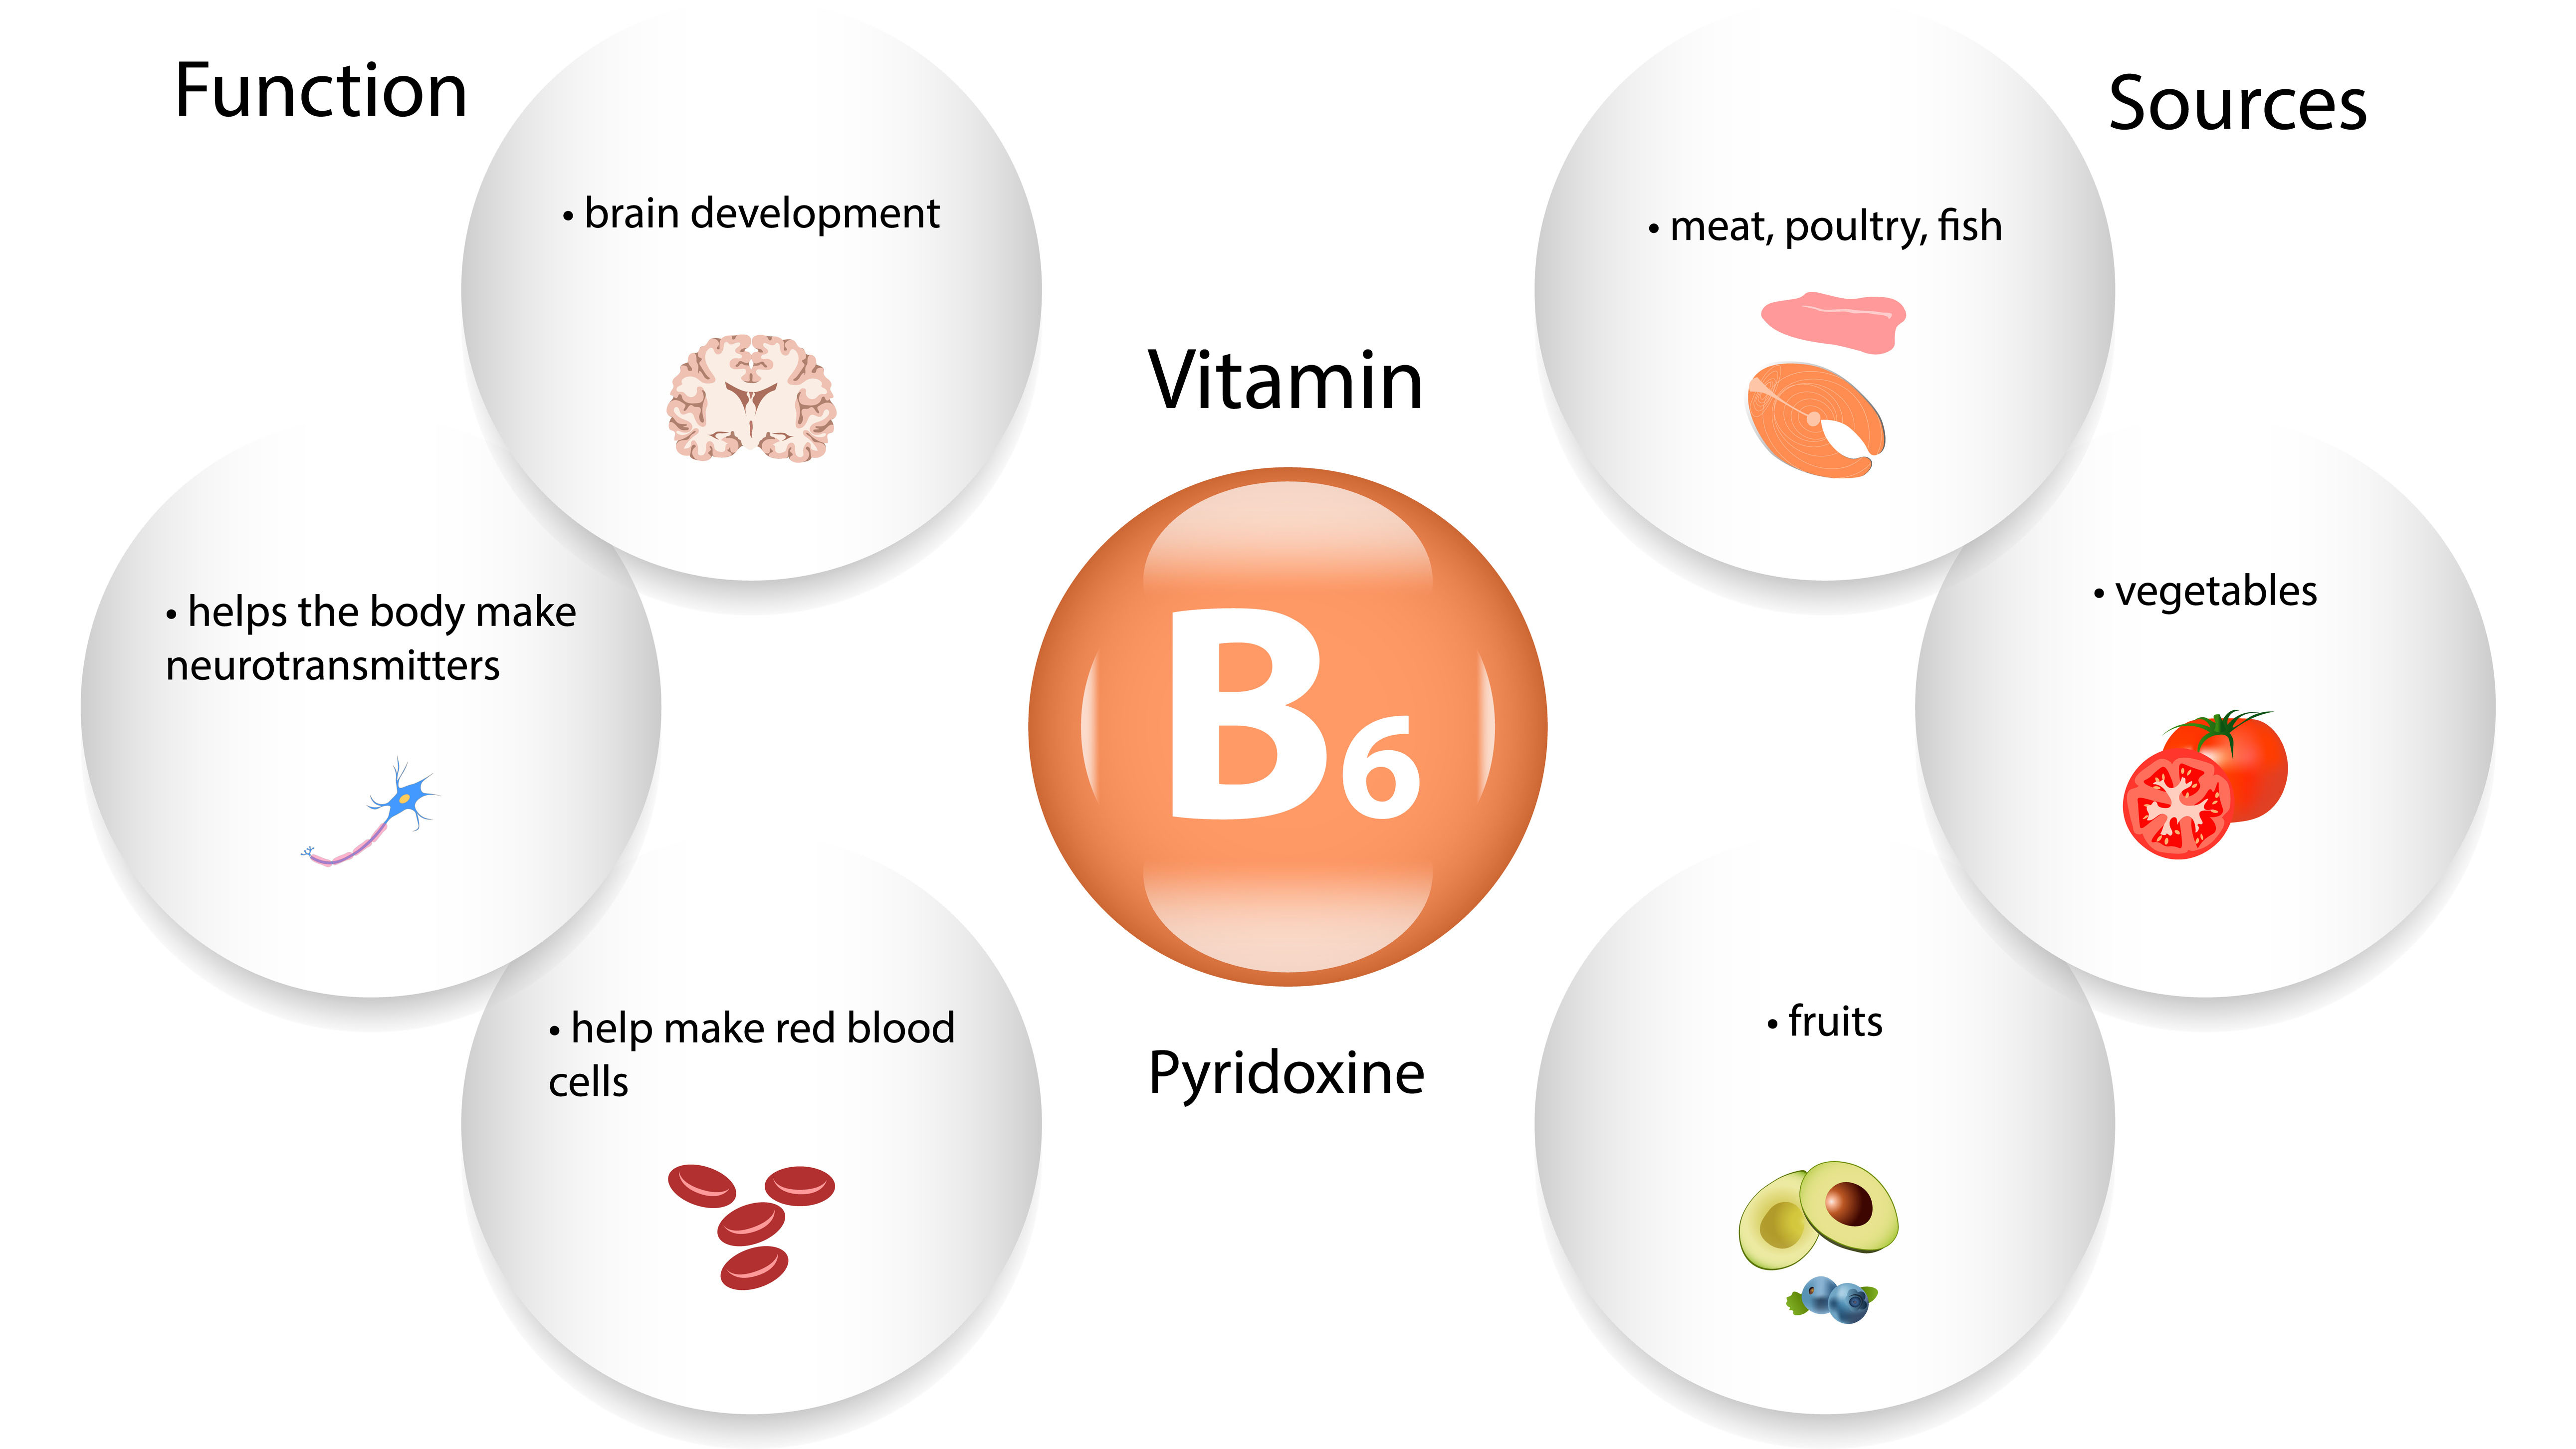 Function
• brain development
• helps the body make
neurotransmitters
• help make red blood
cells
Vitamin
B6
Pyridoxine
Sources
• meat, poultry, fish
• vegetables
• fruits